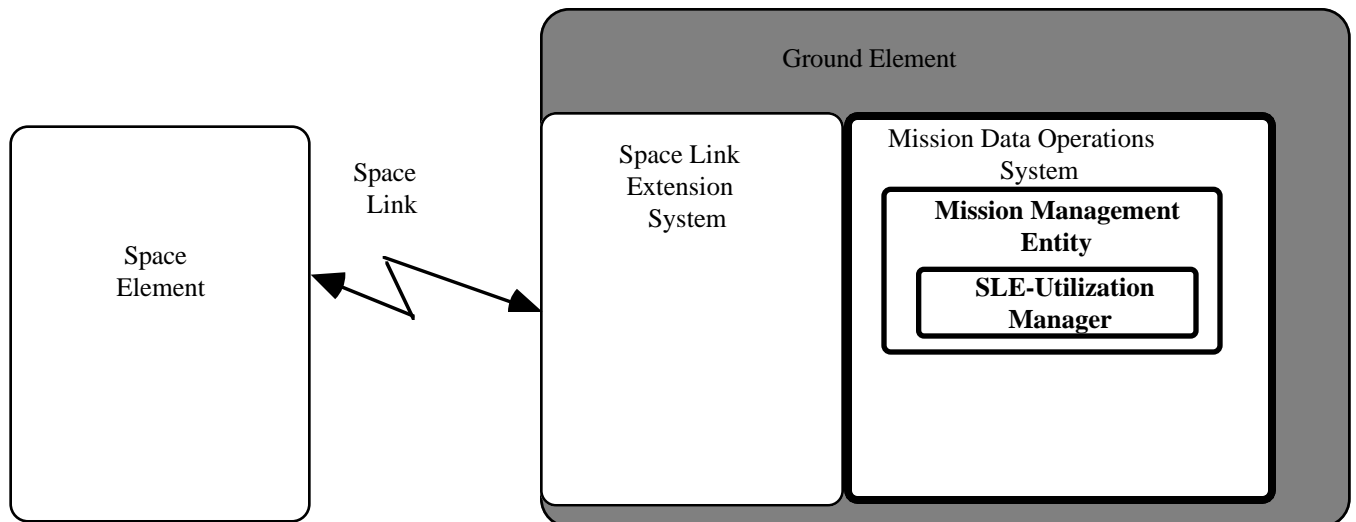 Ground Element
Space Link
Extension
System
Mission Data Operations
System
Mission Management
Entity
SLE-Utilization
Manager
Space
Link
Space
Element